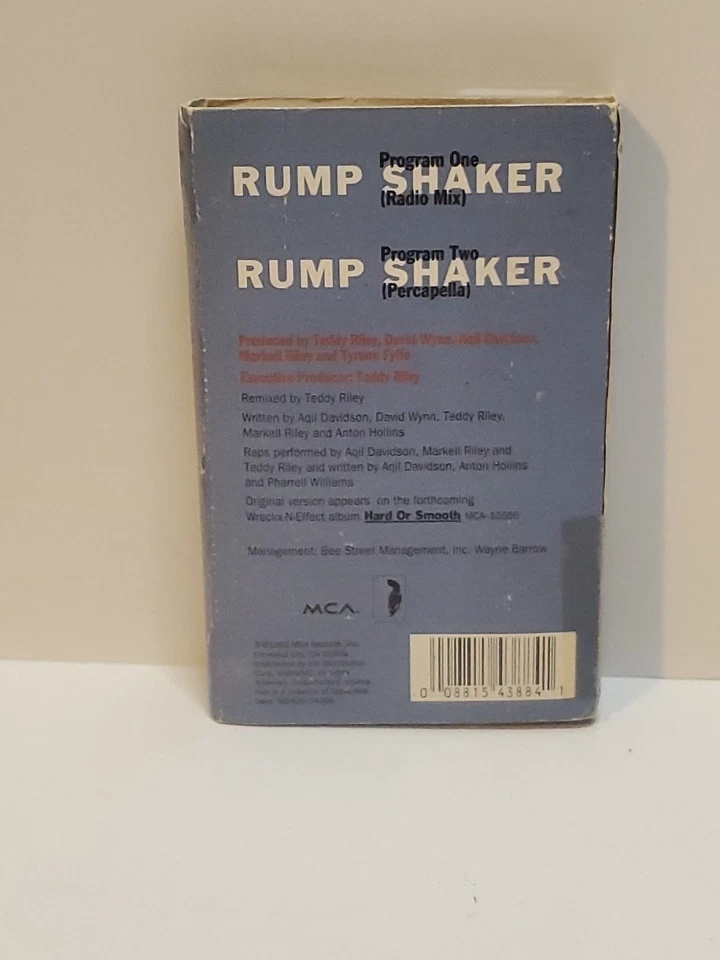 Program One
RUMP SHAKER
(Radio Mix)
Program Two
RUMP SHAKER
(Percapella)
Produced by Teddy Riley, David Wynn, Aqil Davidson,
Markell Riley and Tyrone Fyffe
Executive Producer: Teddy Riley
Remixed by Teddy Riley
Written by Aqil Davidson, David Wynn, Teddy Riley,
Markell Riley and Anton Hollins
Raps performed by Aqil Davidson, Markell Riley and
Teddy Riley and written by Aqil Davidson, Anton Hollins
and Pharrell Williams
Original version appears on the forthcoming
Wreckx-N-Effect album Hard Or Smooth
Management: Bee Street Management, Inc. Wayne Barrow
MCA.
MCA Records, Inc.
0 08815 43884 1